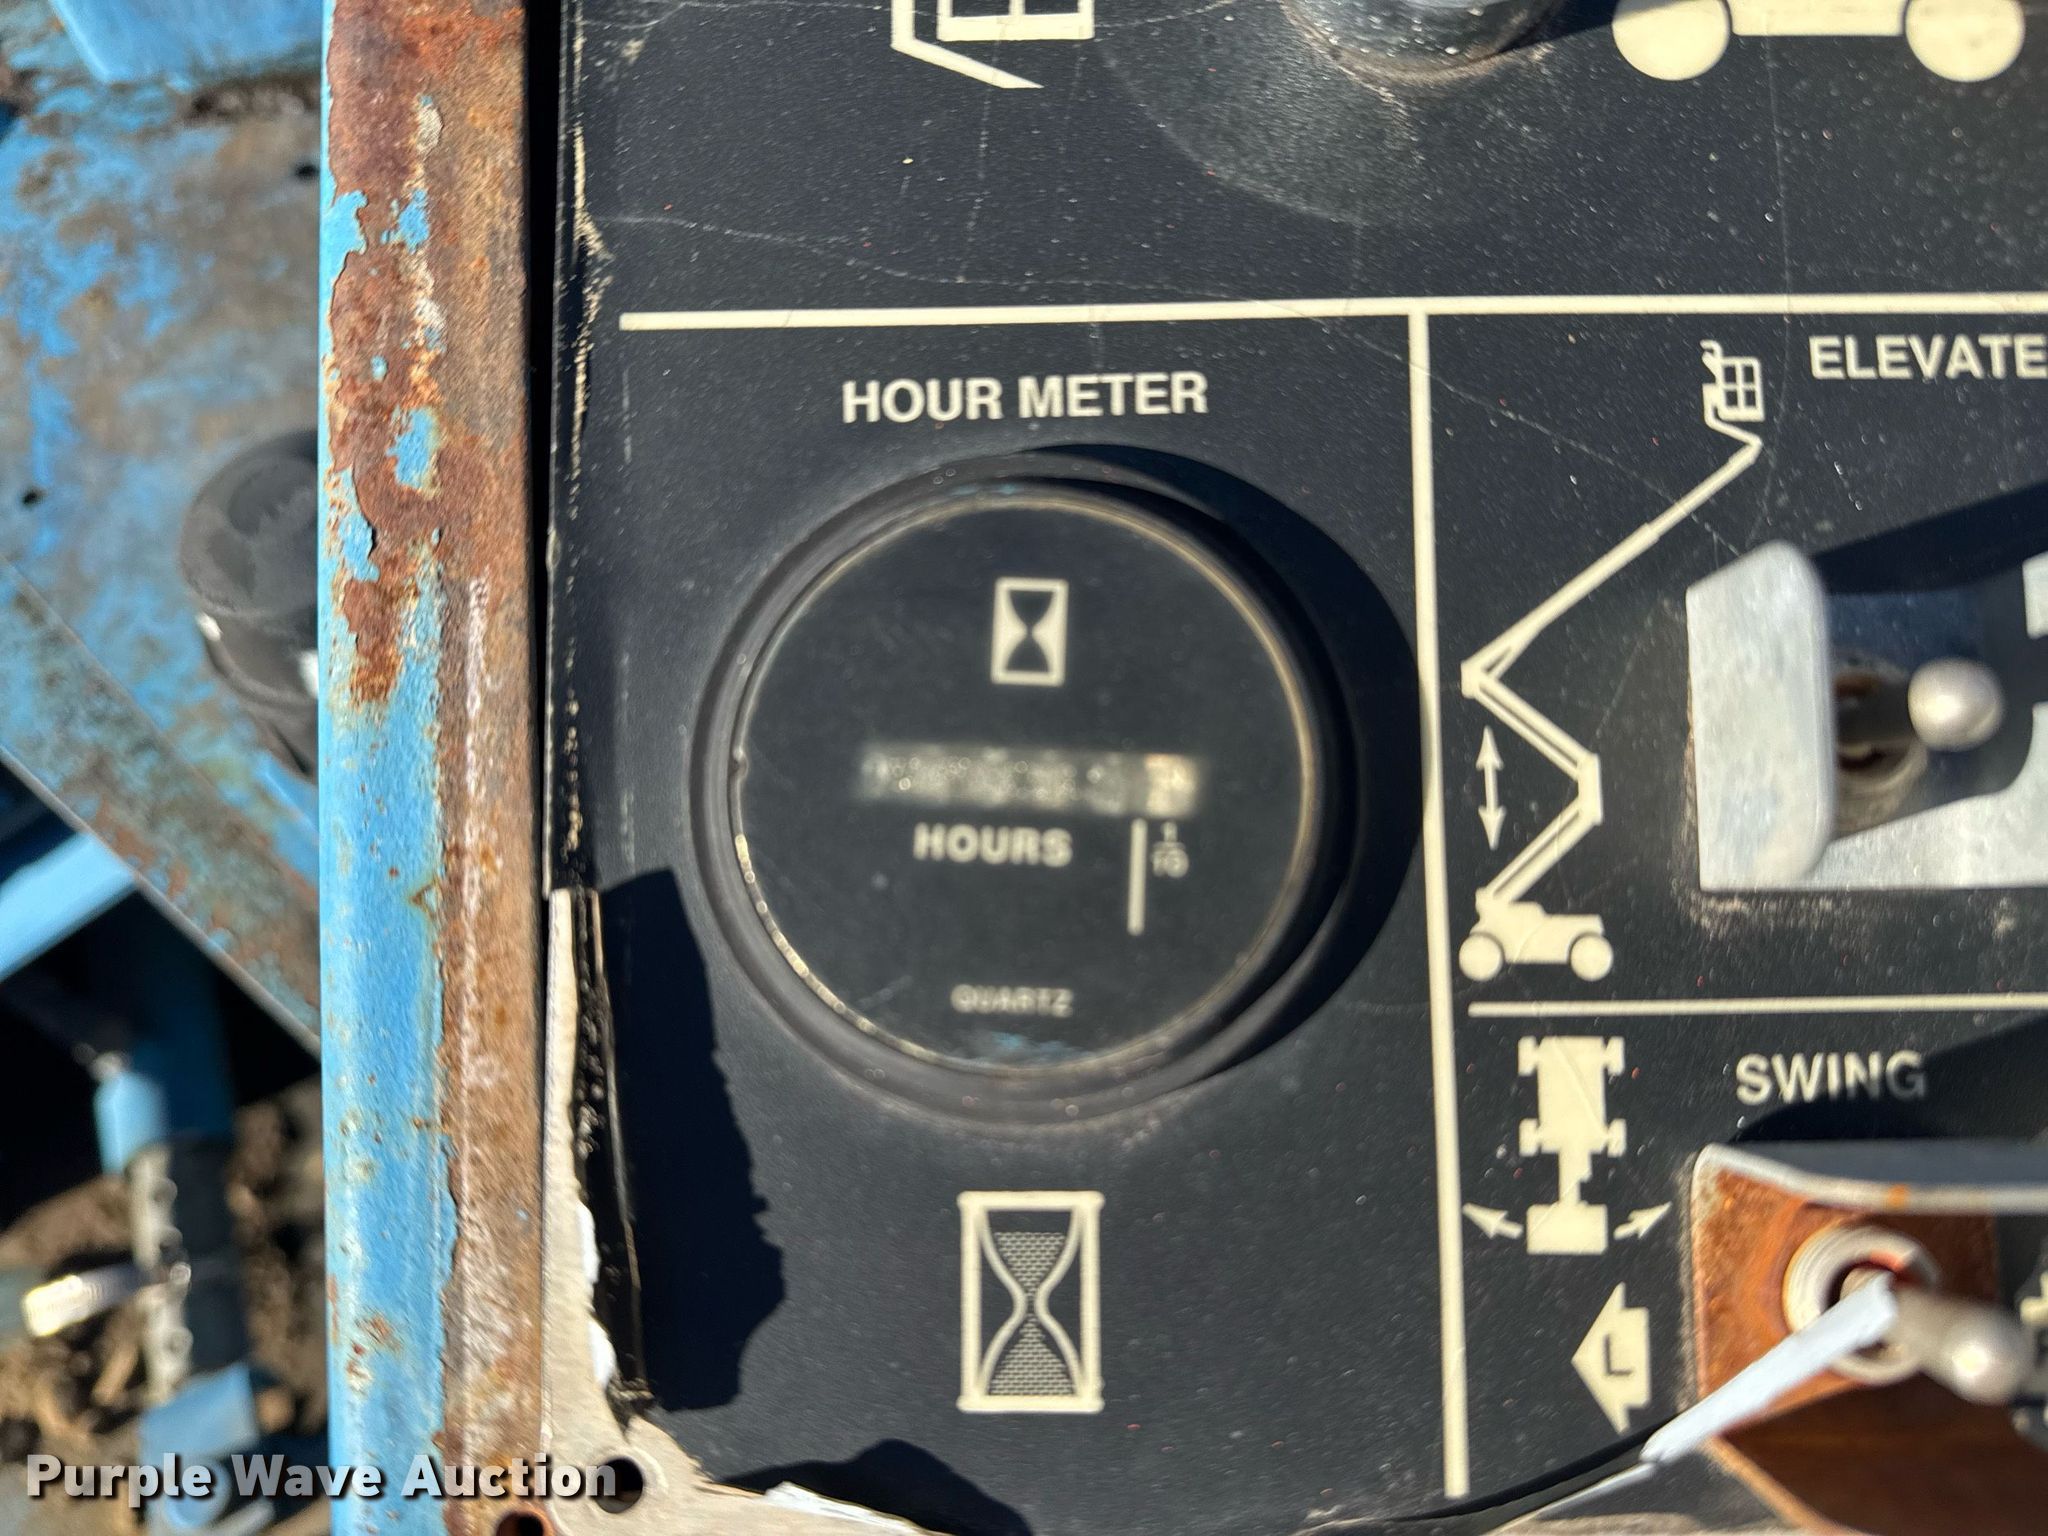 HOUR METER
ELEVATE
HOURS
1/10
QUARTZ
SWING
L
Purple Wave Auction